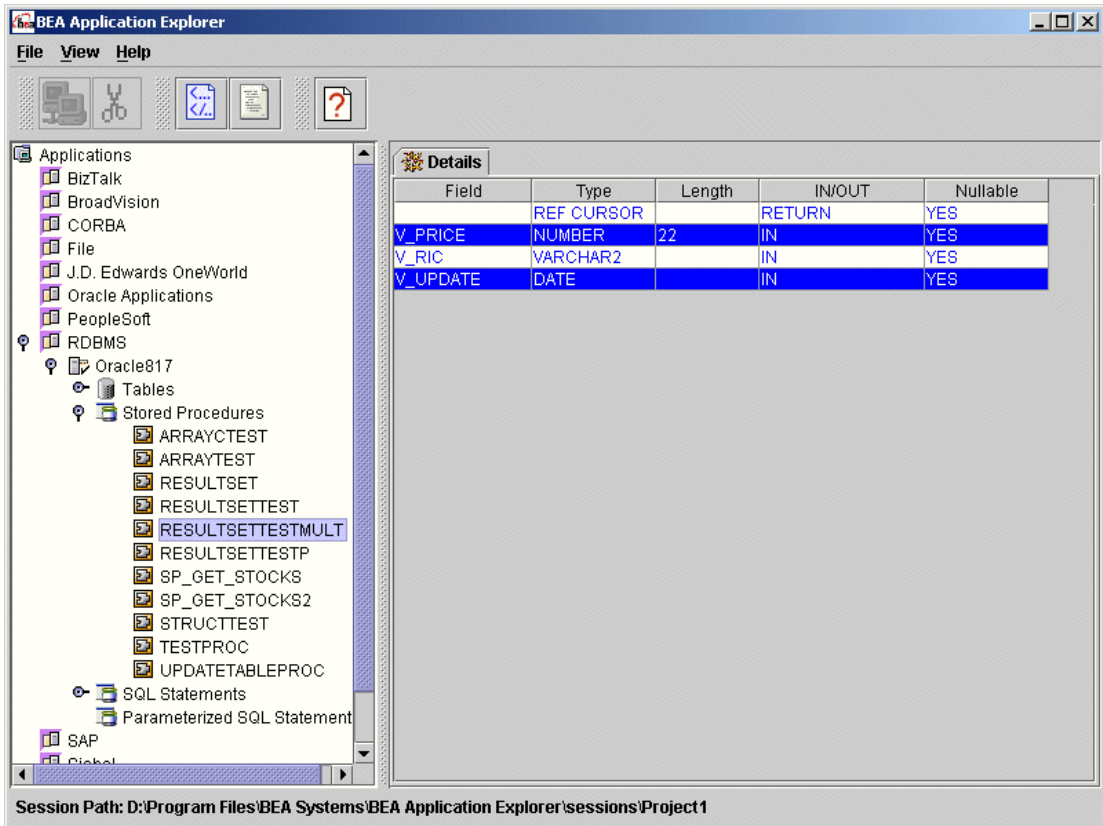 BEA Application Explorer
File View Help
Applications
BizTalk
BroadVision
CORBA
File
J.D. Edwards OneWorld
Oracle Applications
PeopleSoft
RDBMS
Oracle817
Tables
Stored Procedures
ARRAYCTEST
ARRAYTEST
RESULTSET
RESULTSETTEST
RESULTSETTESTMULT
RESULTSETTESTP
SP_GET_STOCKS
SP_GET_STOCKS2
STRUCTTEST
TESTPROC
UPDATETABLEPROC
SQL Statements
Parameterized SQL Statement
SAP
Details
Field Type Length IN/OUT Nullable
REF CURSOR RETURN YES
V_PRICE NUMBER 22 IN YES
V_RIC VARCHAR2 IN YES
V_UPDATE DATE IN YES
Session Path: D:\Program Files\BEA Systems\BEA Application Explorer\sessions\Project1